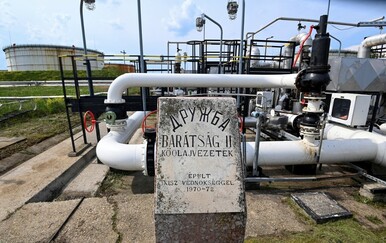 ДРУЖБА
BARÁTSÁG II
KŐOLAJVEZETÉK
ÉPÜLT
KISZ VÉDNÖKSÉGGEL
1970-72